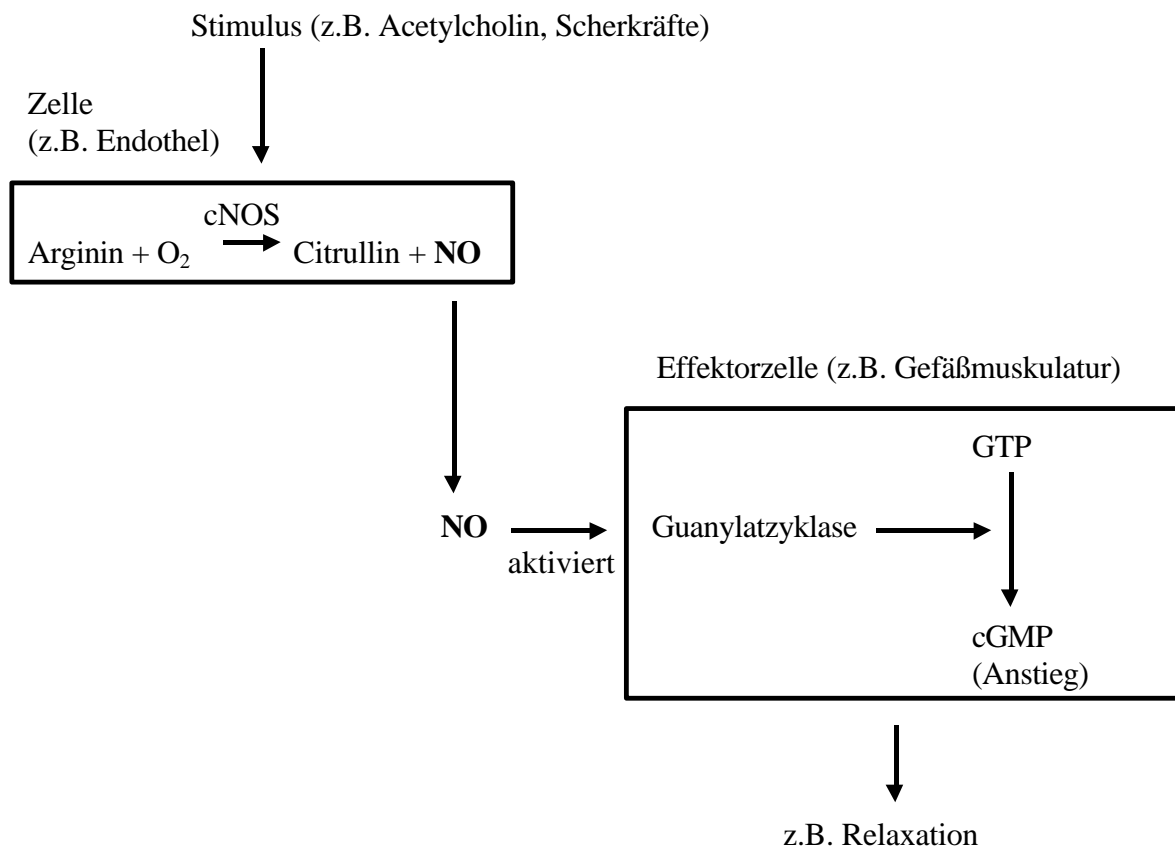 Stimulus (z.B. Acetylcholin, Scherkräfte)
Zelle
(z.B. Endothel)
cNOS
Arginin + O₂ Citrullin + NO
Effektorzelle (z.B. Gefäßmuskulatur)
GTP
NO Guanylatzyklase
aktiviert
cGMP
(Anstieg)
z.B. Relaxation